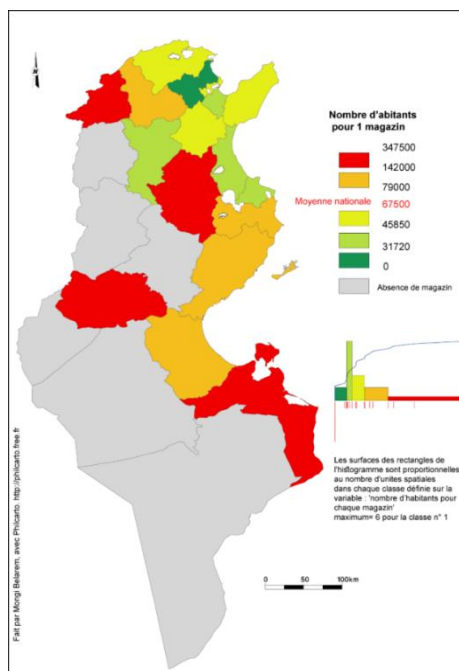 N
Nombre d'abitants
pour 1 magazin
347500
142000
79000
Moyenne nationale 67500
45850
31720
0
Absence de magazin
Les surfaces des rectangles de
l'histogramme sont proportionnelles
au nombre d'unites spatiales
dans chaque classe définie sur la
variable : 'nombre d'habitants pour
chaque magazin'
maximum= 6 pour la classe n° 1
0 50 100km
Fait par Mongi Belarem, avec Philcarto. http://philcarto.free.fr